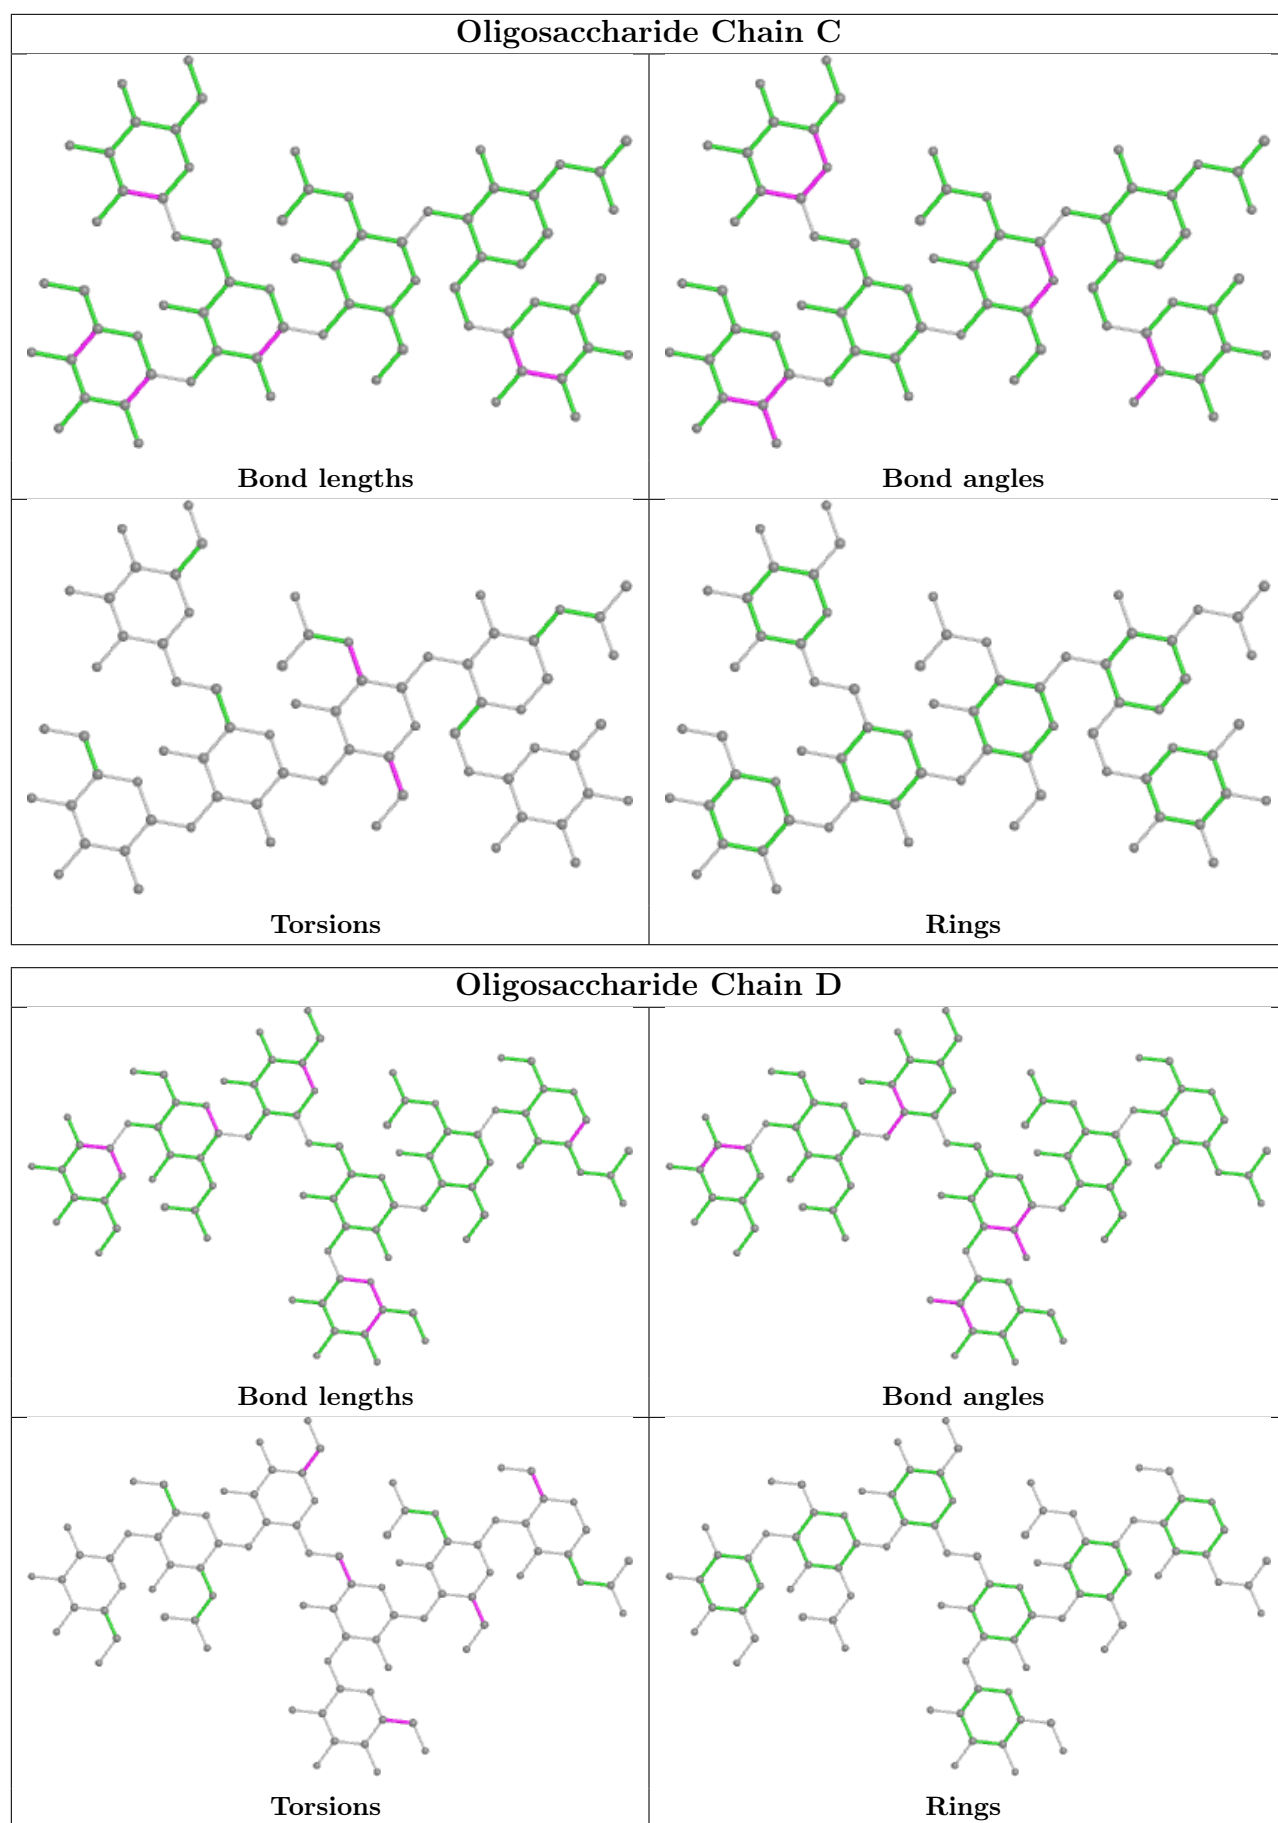 Oligosaccharide Chain C
Bond lengths
Bond angles
Torsions
Rings
Oligosaccharide Chain D
Bond lengths
Bond angles
Torsions
Rings